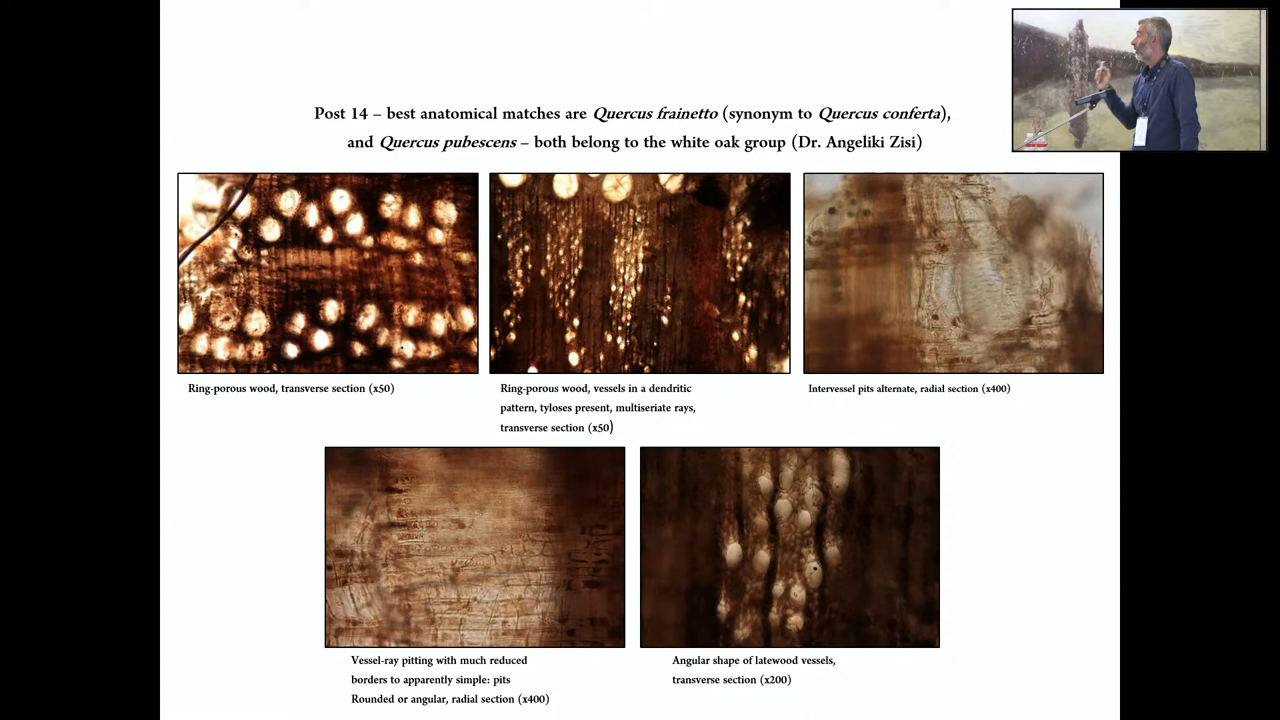 Post 14 – best anatomical matches are Quercus frainetto (synonym to Quercus conferta),
and Quercus pubescens – both belong to the white oak group (Dr. Angeliki Zisi)
Ring-porous wood, transverse section (x50)
Ring-porous wood, vessels in a dendritic
pattern, tyloses present, multiseriate rays,
transverse section (x50)
Intervessel pits alternate, radial section (x400)
Vessel-ray pitting with much reduced
borders to apparently simple: pits
Rounded or angular, radial section (x400)
Angular shape of latewood vessels,
transverse section (x200)